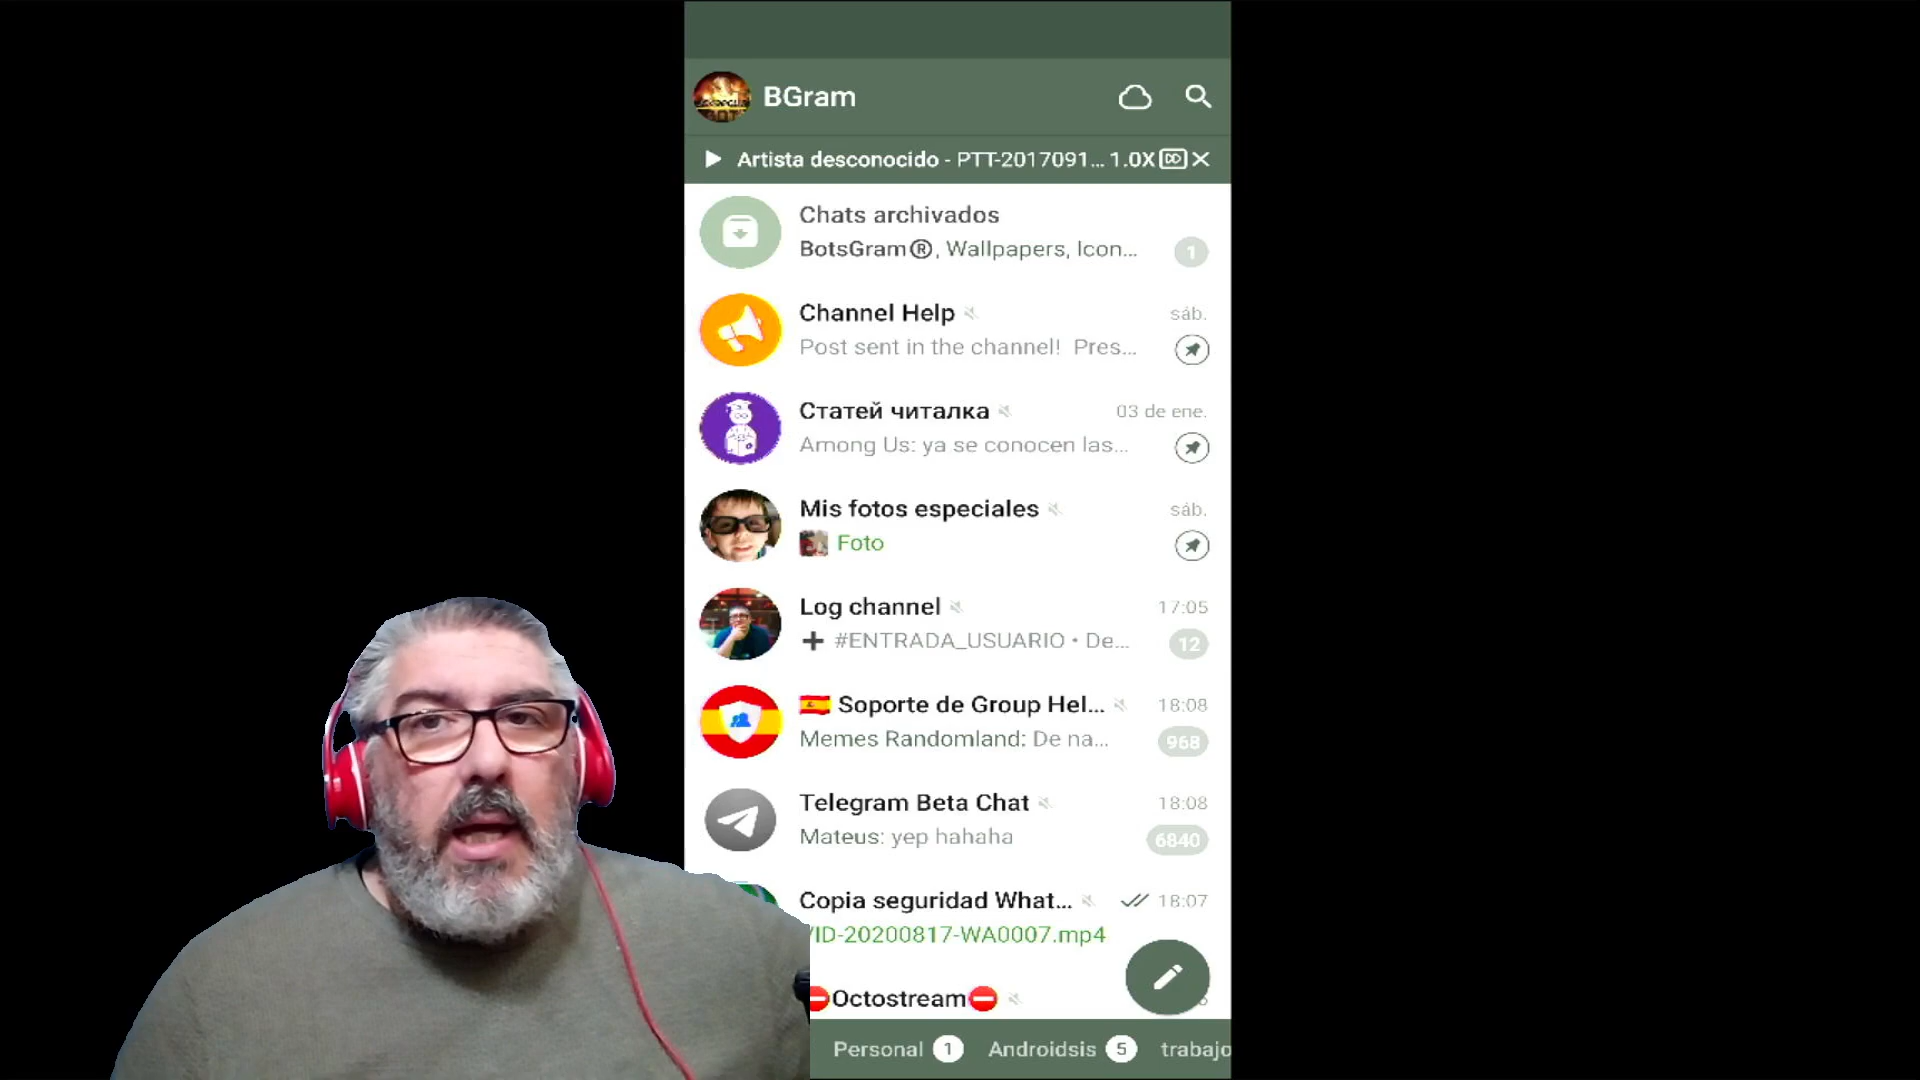 BGram
Artista desconocido - PTT-2017091... 1.0X
Chats archivados
BotsGram®, Wallpapers, Icon...
1
Channel Help
sáb.
Post sent in the channel! Pres...
Статей читалка
03 de ene.
Among Us: ya se conocen las...
Mis fotos especiales
sáb.
Foto
Log channel
17:05
➕ #ENTRADA_USUARIO • De...
12
🇪🇸 Soporte de Group Hel...
18:08
Memes Randomland: De na...
968
Telegram Beta Chat
18:08
Mateus: yep hahaha
6840
Copia seguridad What...
18:07
VID-20200817-WA0007.mp4
⛔Octostream⛔
Personal 1 Androidsis 5 trabajo